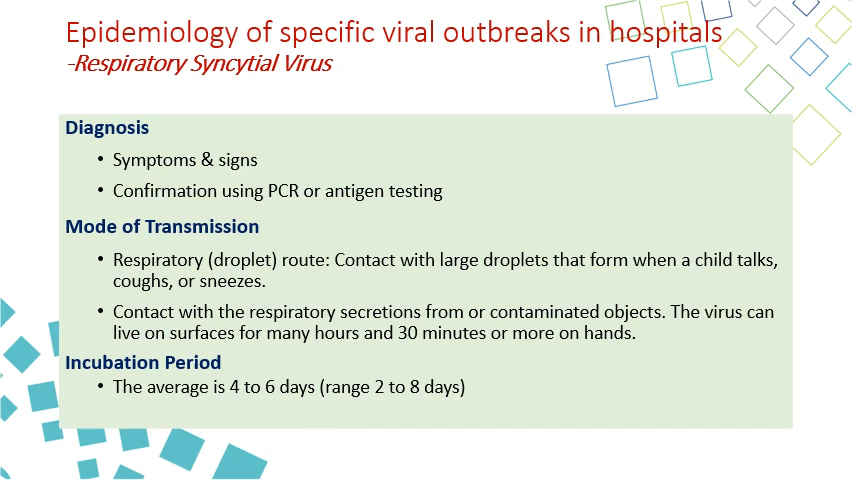 Epidemiology of specific viral outbreaks in hospitals
-Respiratory Syncytial Virus
Diagnosis
• Symptoms & signs
• Confirmation using PCR or antigen testing
Mode of Transmission
• Respiratory (droplet) route: Contact with large droplets that form when a child talks,
coughs, or sneezes.
• Contact with the respiratory secretions from or contaminated objects. The virus can
live on surfaces for many hours and 30 minutes or more on hands.
Incubation Period
• The average is 4 to 6 days (range 2 to 8 days)